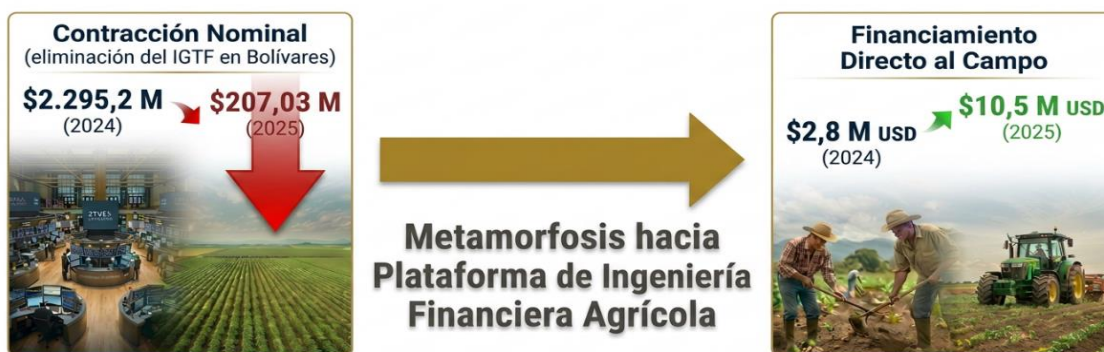 Contracción Nominal
(eliminación del IGTF en Bolívares)
$2.295,2 M
(2024)
$207,03 M
(2025)
Metamorfosis hacia
Plataforma de Ingeniería
Financiera Agrícola
Financiamiento
Directo al Campo
$2,8 M USD
(2024)
$10,5 M USD
(2025)